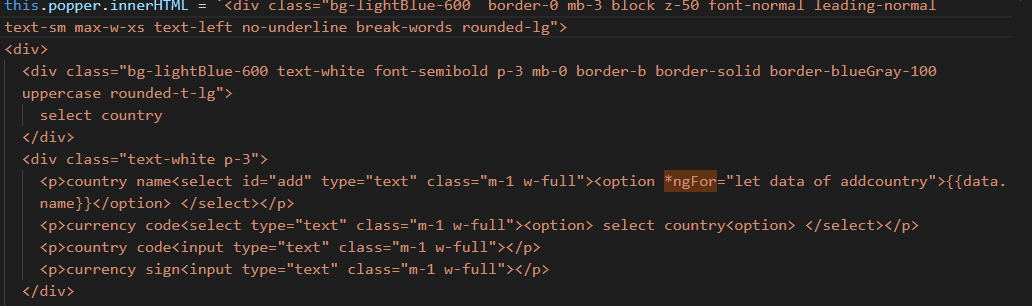 this.popper.innerHTML = `<div class="bg-lightBlue-600  border-0 mb-3 block z-50 font-normal leading-normal
text-sm max-w-xs text-left no-underline break-words rounded-lg">
<div>
<div class="bg-lightBlue-600 text-white font-semibold p-3 mb-0 border-b border-solid border-blueGray-100
uppercase rounded-t-lg">
select country
</div>
<div class="text-white p-3">
<p>country name<select id="add" type="text" class="m-1 w-full"><option *ngFor="let data of addcountry">{{data.
name}}</option> </select></p>
<p>currency code<select type="text" class="m-1 w-full"><option> select country<option> </select></p>
<p>country code<input type="text" class="m-1 w-full"></p>
<p>currency sign<input type="text" class="m-1 w-full"></p>
</div>